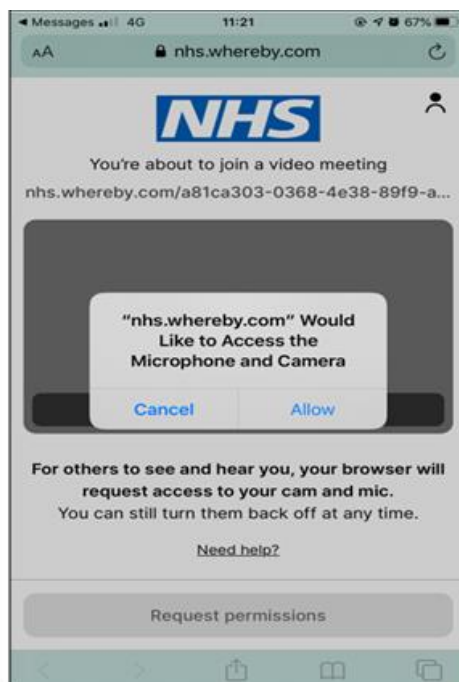 Messages 4G 11:21 67%
AA nhs.whereby.com
NHS
You're about to join a video meeting
nhs.whereby.com/a81ca303-0368-4e38-89f9-a...
"nhs.whereby.com" Would
Like to Access the
Microphone and Camera
Cancel Allow
For others to see and hear you, your browser will
request access to your cam and mic.
You can still turn them back off at any time.
Need help?
Request permissions